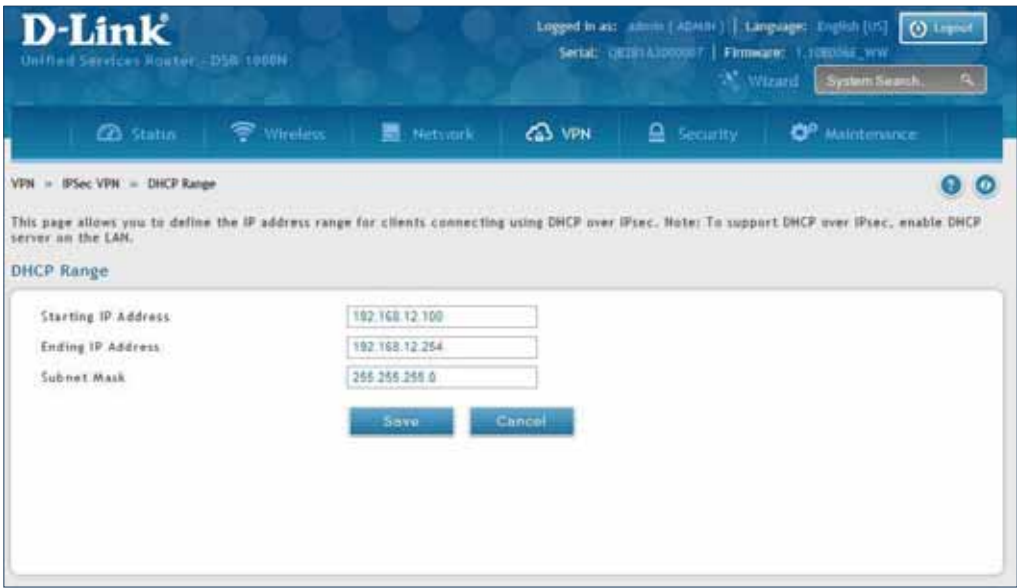 D-Link
Unified Services Router - DSR-1000N
Logged in as: admin ( ADMIN ) | Language: English [US]
Logout
Serial: | Firmware:
Wizard
System Search..
Status
Wireless
Network
VPN
Security
Maintenance
VPN » IPSec VPN » DHCP Range
This page allows you to define the IP address range for clients connecting using DHCP over IPsec. Note: To support DHCP over IPsec, enable DHCP
server on the LAN.
DHCP Range
Starting IP Address
192.168.12.100
Ending IP Address
192.168.12.254
Subnet Mask
255.255.255.0
Save
Cancel